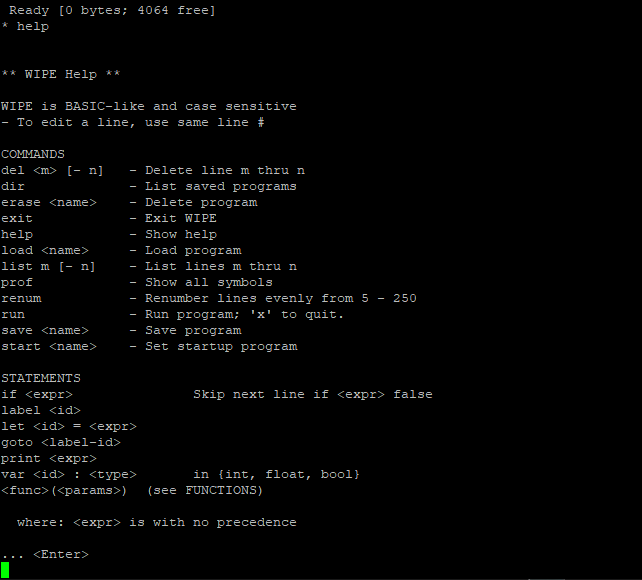 Ready [0 bytes; 4064 free]
* help
** WIPE Help **
WIPE is BASIC-like and case sensitive
- To edit a line, use same line #
COMMANDS
del <m> [- n]   - Delete line m thru n
dir             - List saved programs
erase <name>    - Delete program
exit            - Exit WIPE
help            - Show help
load <name>     - Load program
list m [- n]    - List lines m thru n
prof            - Show all symbols
renum           - Renumber lines evenly from 5 - 250
run             - Run program; 'x' to quit.
save <name>     - Save program
start <name>    - Set startup program
STATEMENTS
if <expr>               Skip next line if <expr> false
label <id>
let <id> = <expr>
goto <label-id>
print <expr>
var <id> : <type>       in {int, float, bool}
<func>(<params>)  (see FUNCTIONS)
where: <expr> is with no precedence
... <Enter>